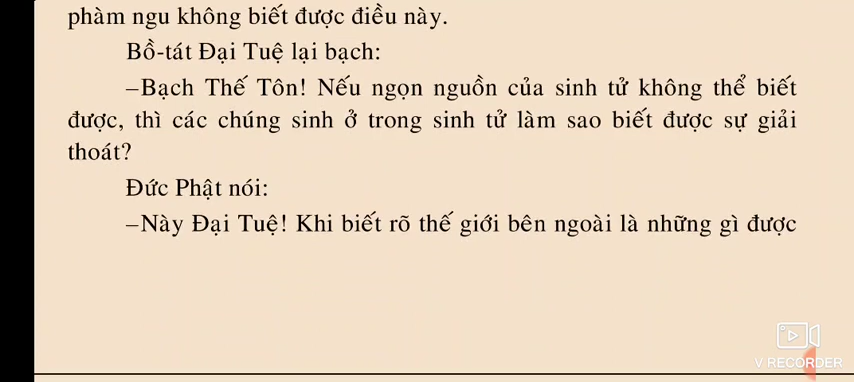 phàm ngu không biết được điều này.
Bồ-tát Đại Tuệ lại bạch:
–Bạch Thế Tôn! Nếu ngọn nguồn của sinh tử không thể biết
được, thì các chúng sinh ở trong sinh tử làm sao biết được sự giải
thoát?
Đức Phật nói:
–Này Đại Tuệ! Khi biết rõ thế giới bên ngoài là những gì được
V RECORDER